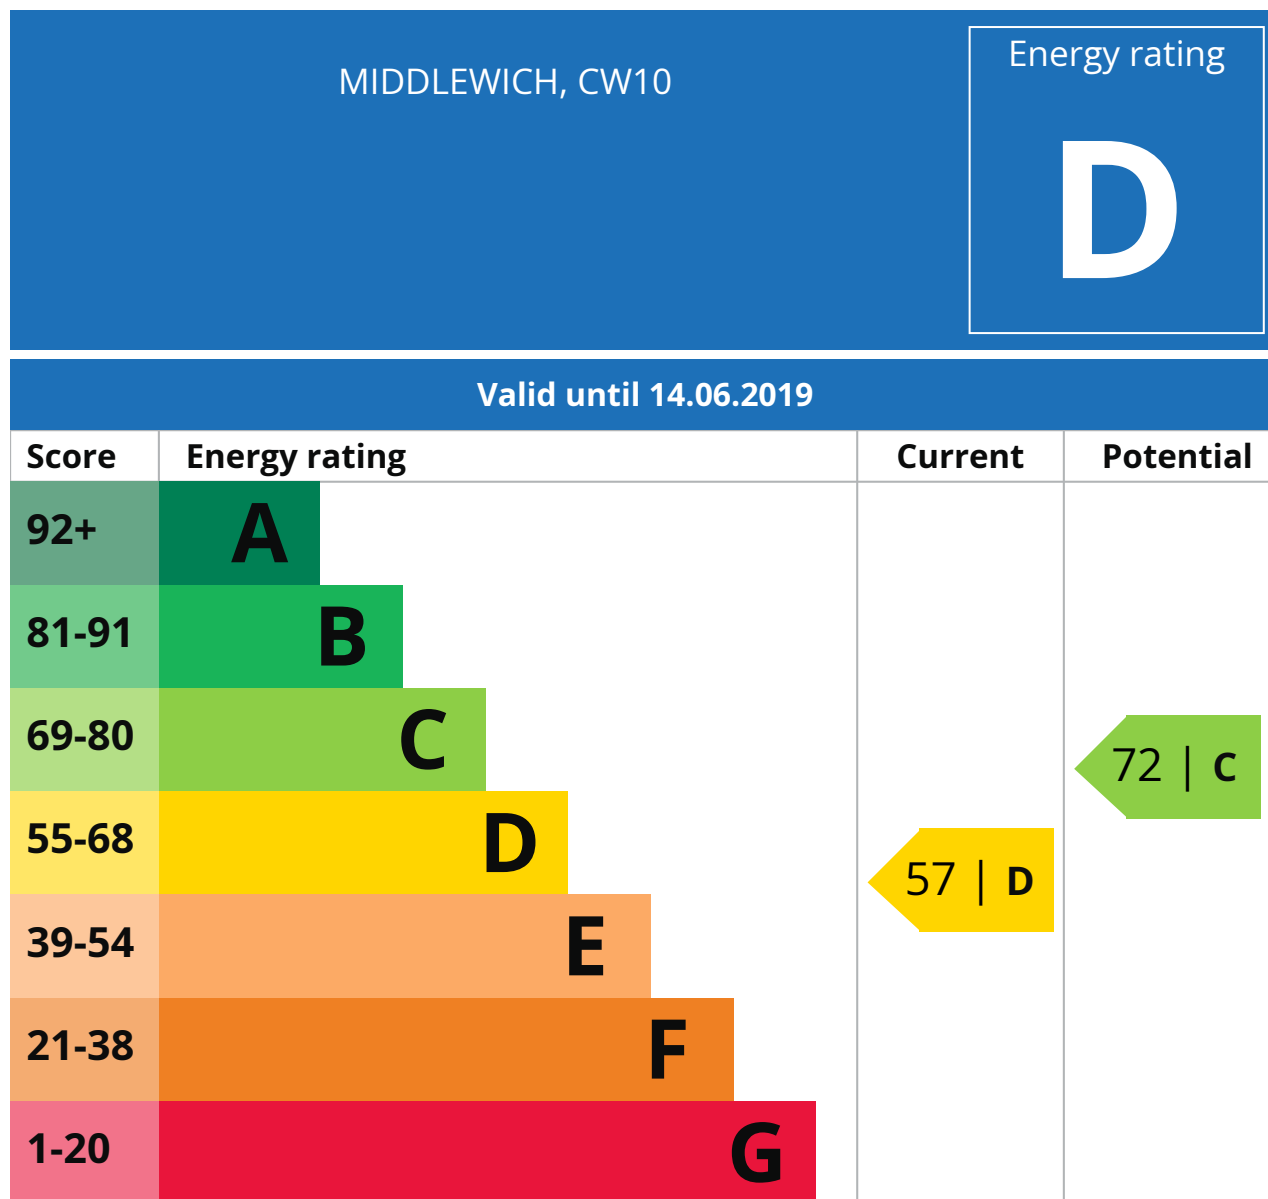 MIDDLEWICH, CW10
Energy rating
D
Valid until 14.06.2019
Score Energy rating Current Potential
92+ A
81-91 B
69-80 C
72 | C
55-68 D
57 | D
39-54 E
21-38 F
1-20 G